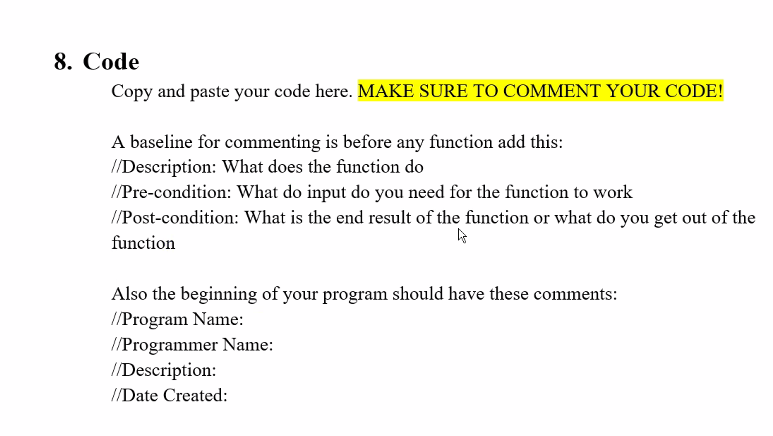 8. Code
Copy and paste your code here. MAKE SURE TO COMMENT YOUR CODE!
A baseline for commenting is before any function add this:
//Description: What does the function do
//Pre-condition: What do input do you need for the function to work
//Post-condition: What is the end result of the function or what do you get out of the
function
Also the beginning of your program should have these comments:
//Program Name:
//Programmer Name:
//Description:
//Date Created: